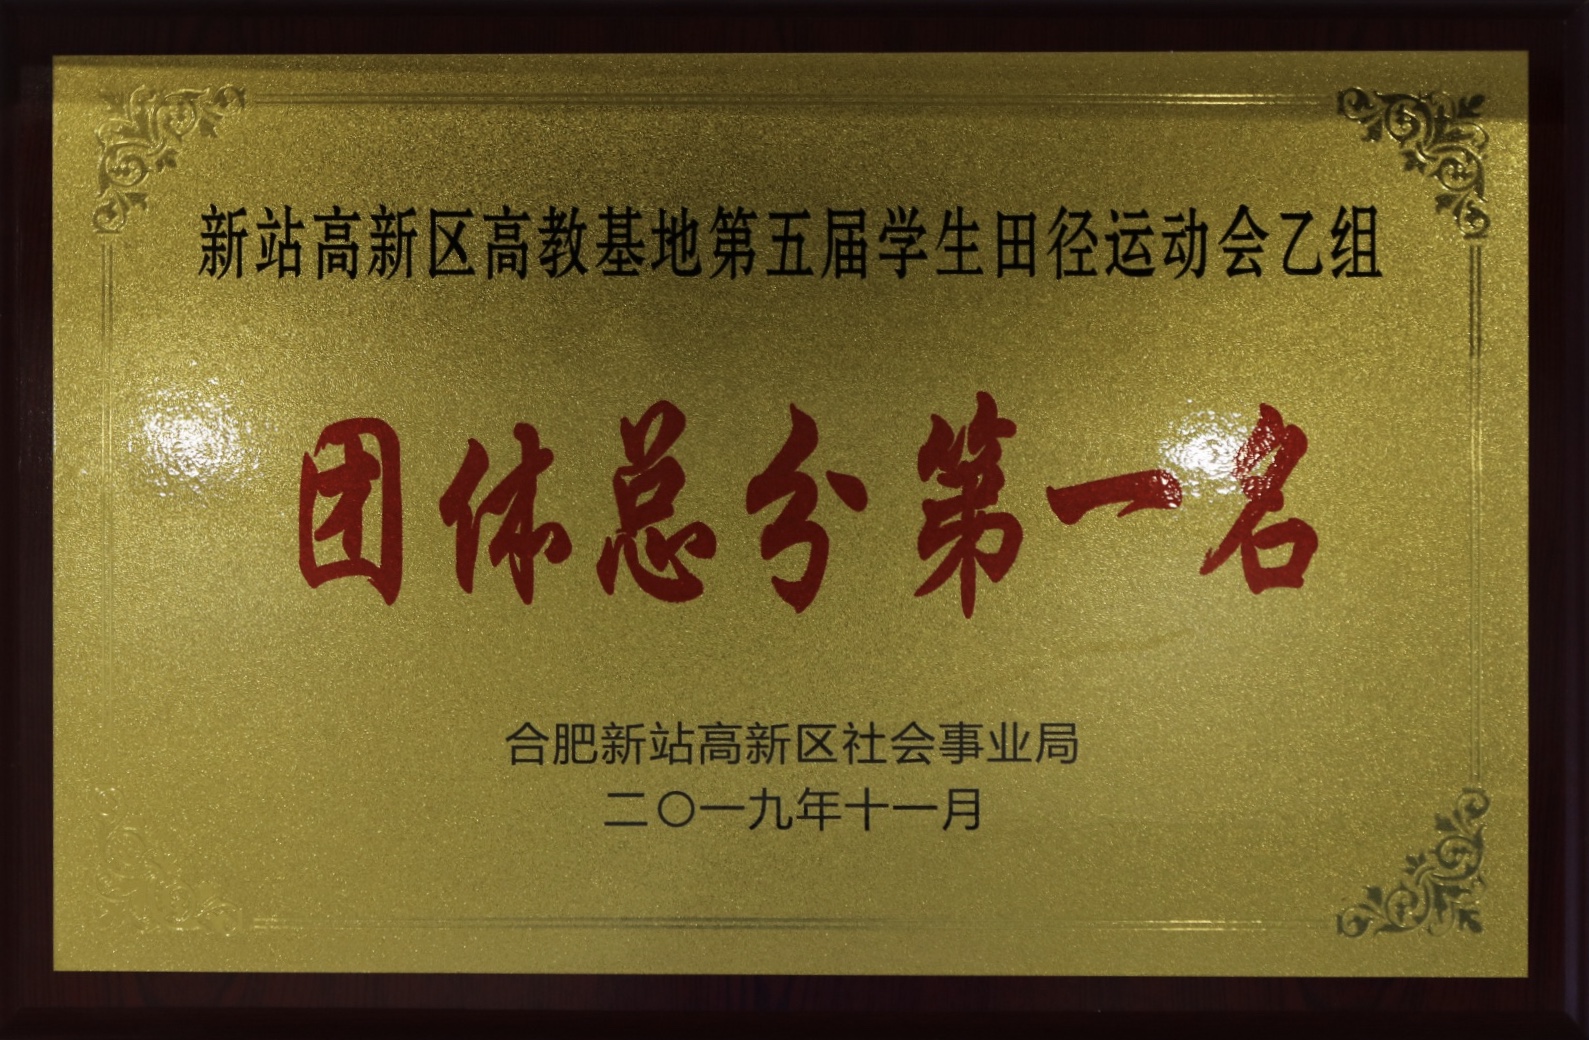 新站高新区高教基地第五届学生田径运动会乙组
团体总分第一名
合肥新站高新区社会事业局
二〇一九年十一月